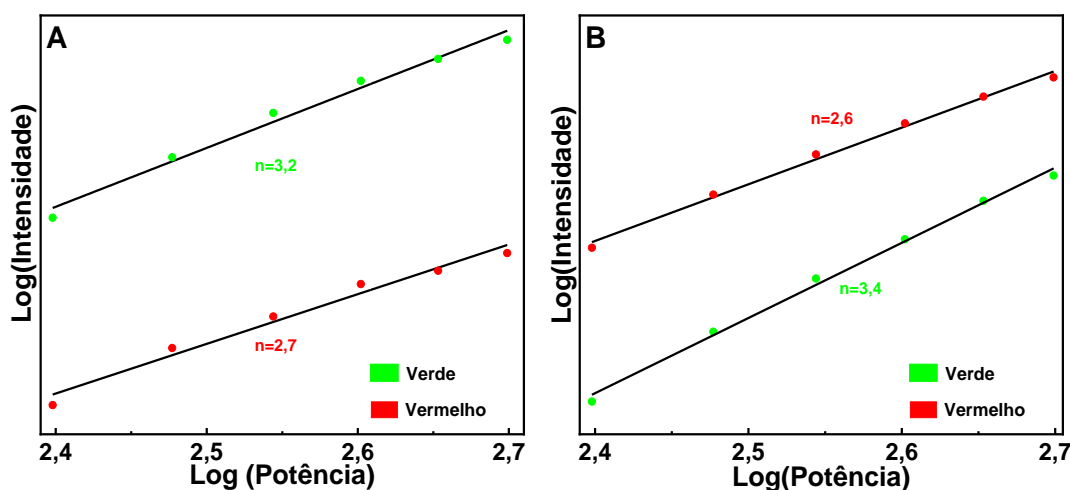 A
Log(Intensidade)
n=3,2
n=2,7
Verde
Vermelho
2,4 2,5 2,6 2,7
Log (Potência)
B
Log(Intensidade)
n=2,6
n=3,4
Verde
Vermelho
2,4 2,5 2,6 2,7
Log(Potência)